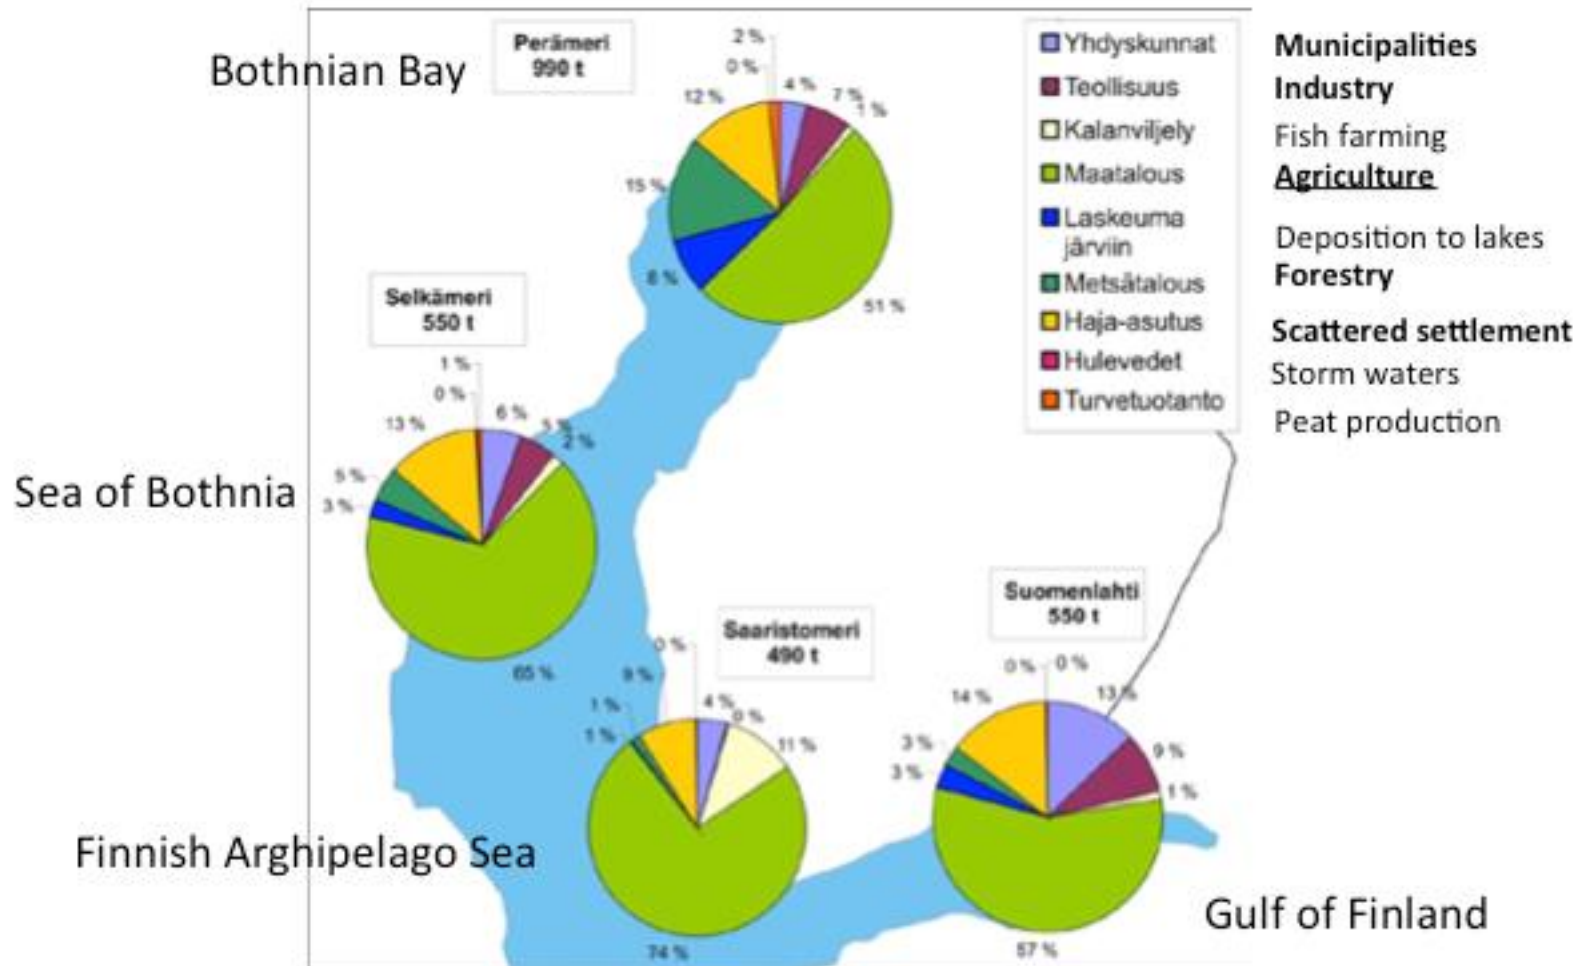 Bothnian Bay
Perämeri
990 t
2 %
0 %
4 %
7 %
1 %
12 %
15 %
8 %
51 %
Yhdyskunnat
Teollisuus
Kalanviljely
Maatalous
Laskeuma
järviin
Metsätalous
Haja-asutus
Hulevedet
Turvetuotanto
Municipalities
Industry
Fish farming
Agriculture
Deposition to lakes
Forestry
Scattered settlement
Storm waters
Peat production
Sea of Bothnia
Selkämeri
550 t
1 %
0 %
6 %
5 %
2 %
13 %
5 %
3 %
65 %
Finnish Arghipelago Sea
Saaristomeri
490 t
0 %
9 %
1 %
1 %
4 %
0 %
11 %
74 %
Suomenlahti
550 t
0 %
0 %
13 %
14 %
9 %
3 %
3 %
1 %
57 %
Gulf of Finland